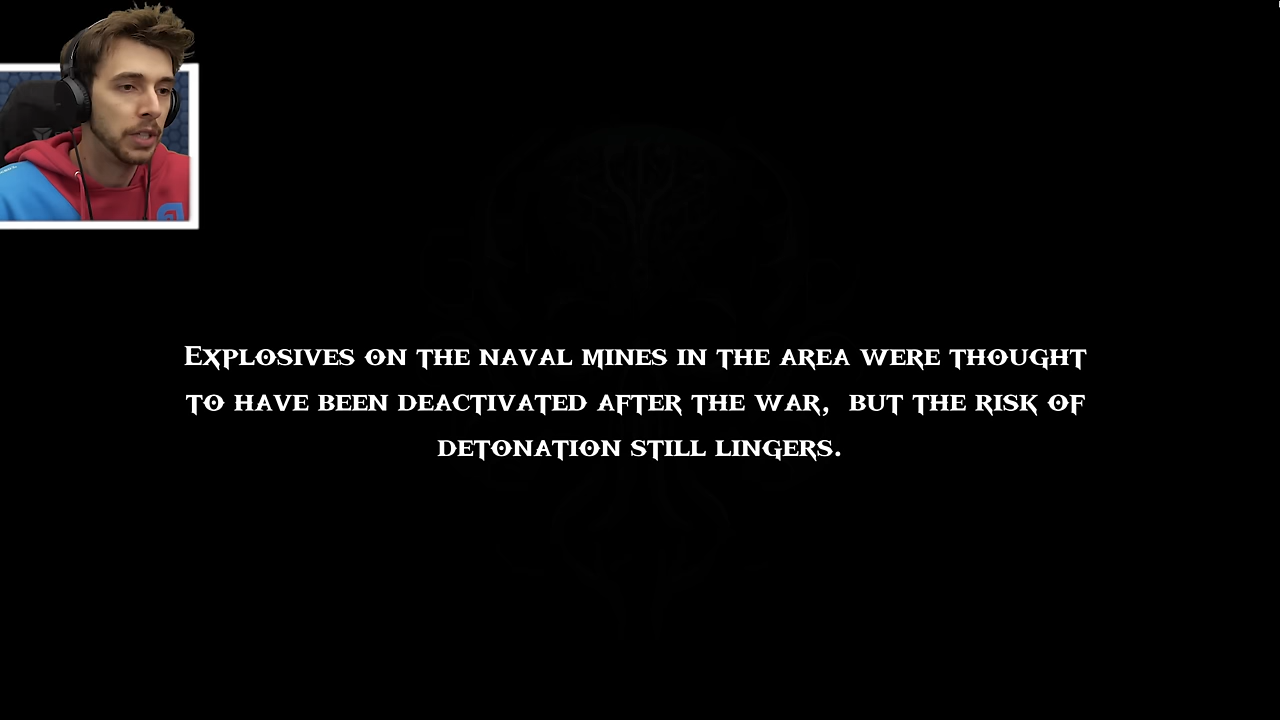 Explosives on the naval mines in the area were thought
to have been deactivated after the war,  but the risk of
detonation still lingers.